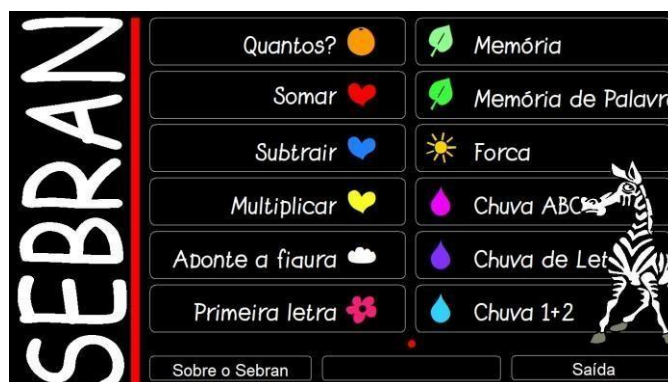 SEBRAN
Quantos?
Somar
Subtrair
Multiplicar
Aponte a figura
Primeira letra
Memória
Memória de Palavra
Forca
Chuva ABC
Chuva de Let
Chuva 1+2
Sobre o Sebran
Saída